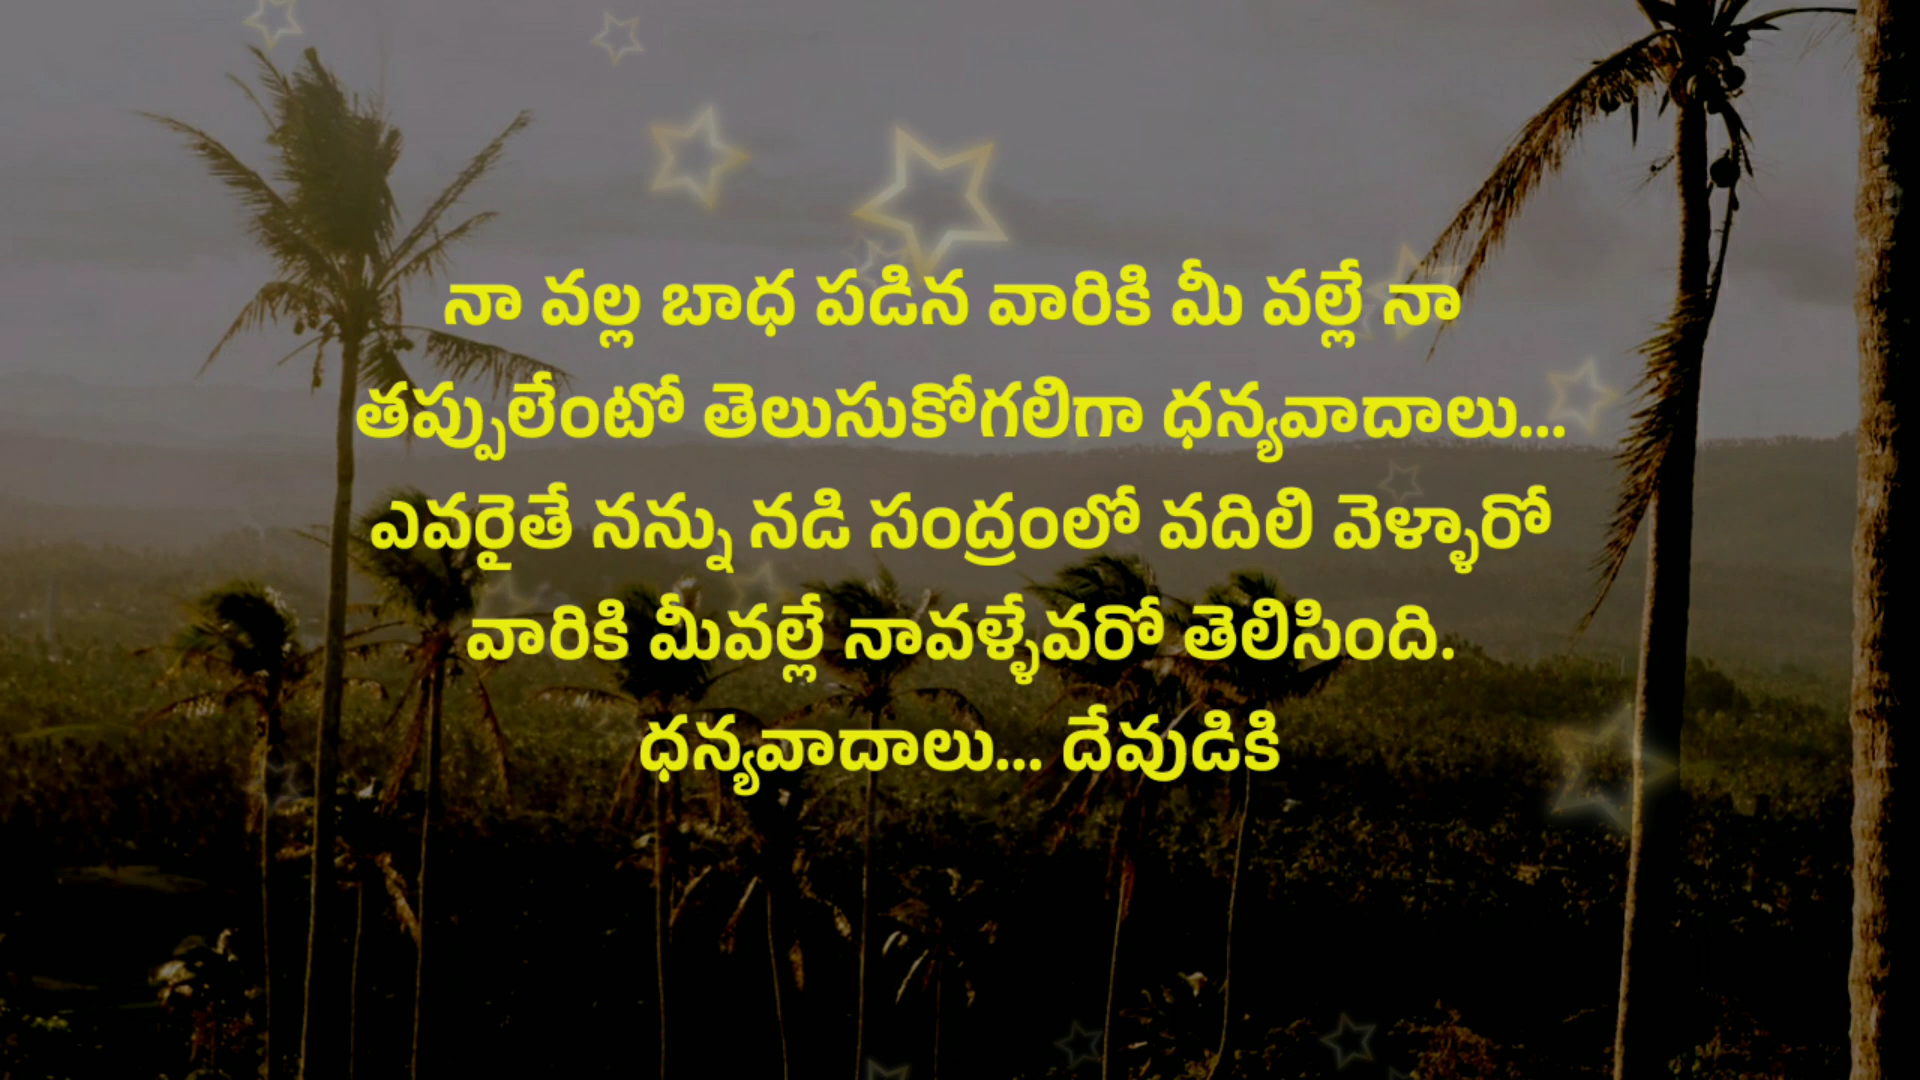 నా వల్ల బాధ పడిన వారికి మీ వల్లే నా
తప్పులేంటో తెలుసుకోగలిగా ధన్యవాదాలు...
ఎవరైతే నన్ను నడి సంద్రంలో వదిలి వెళ్ళారో
వారికి మీవల్లే నావళ్ళేవరో తెలిసింది.
ధన్యవాదాలు... దేవుడికి